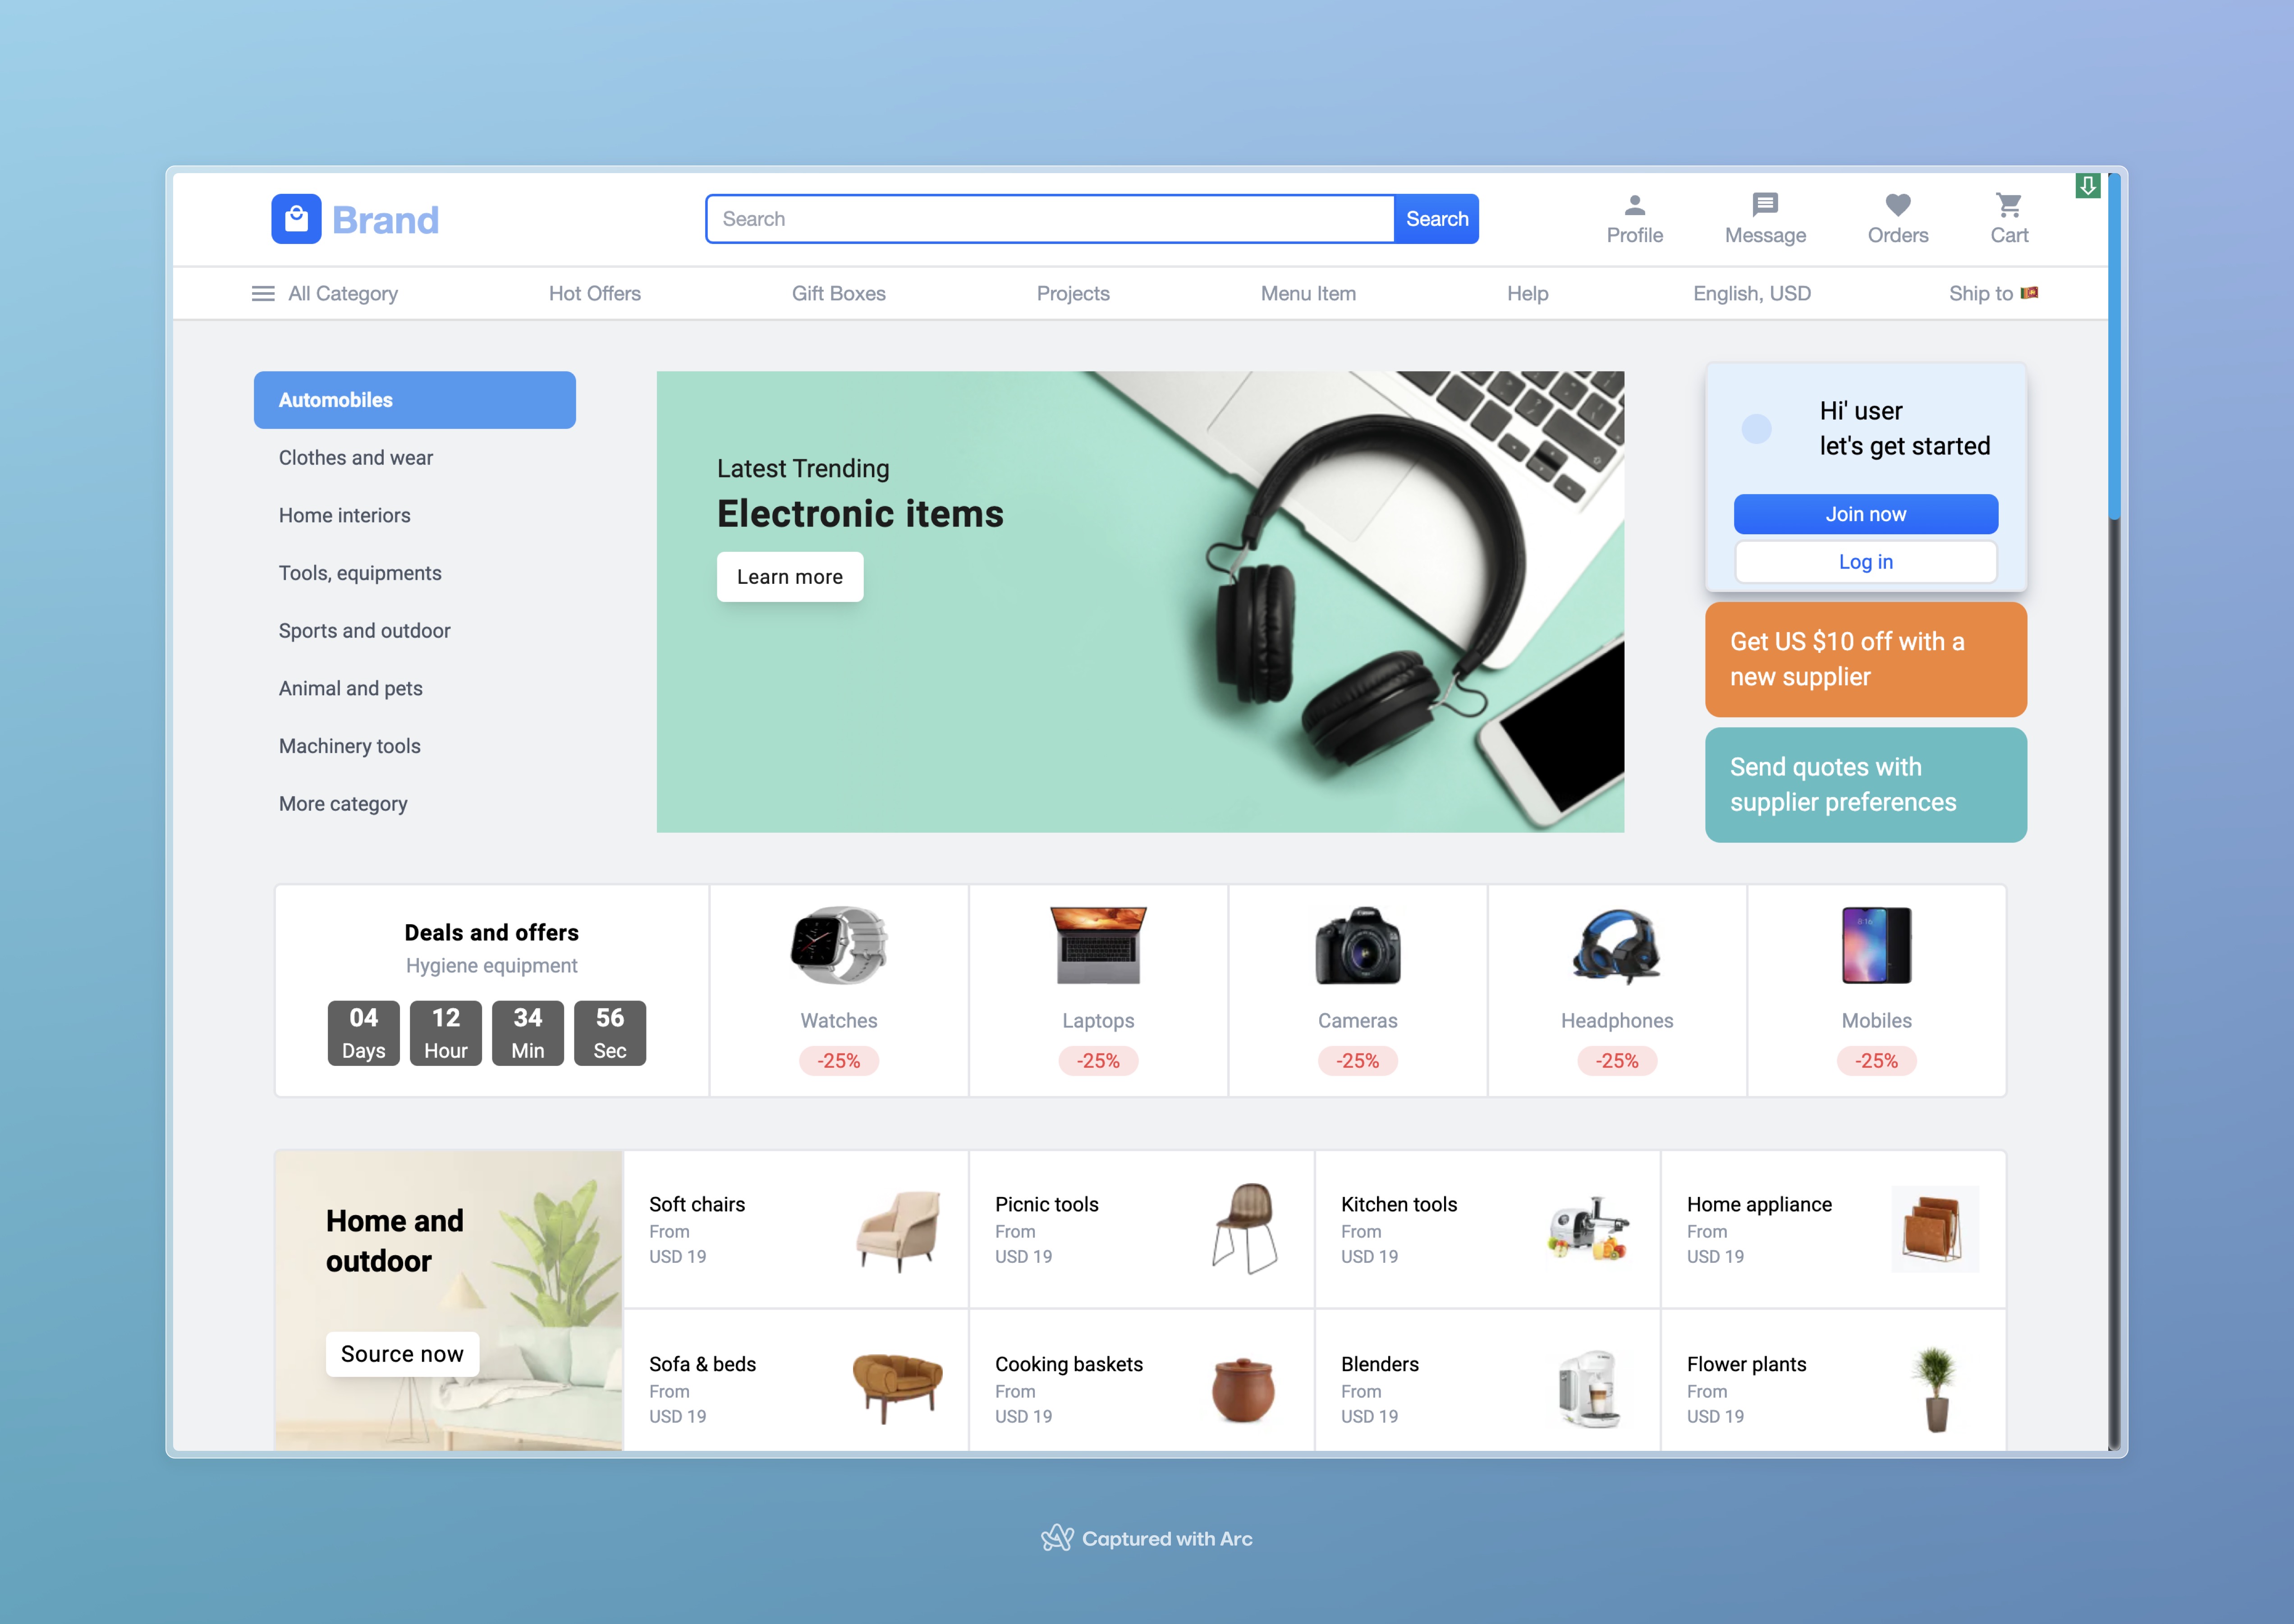 Brand
Search
Search
Profile
Message
Orders
Cart
All Category
Hot Offers
Gift Boxes
Projects
Menu Item
Help
English, USD
Ship to
Automobiles
Clothes and wear
Home interiors
Tools, equipments
Sports and outdoor
Animal and pets
Machinery tools
More category
Latest Trending
Electronic items
Learn more
Hi' user
let's get started
Join now
Log in
Get US $10 off with a
new supplier
Send quotes with
supplier preferences
Deals and offers
Hygiene equipment
04
Days
12
Hour
34
Min
56
Sec
Watches
-25%
Laptops
-25%
Cameras
-25%
Headphones
-25%
Mobiles
-25%
Home and
outdoor
Source now
Soft chairs
From
USD 19
Picnic tools
From
USD 19
Kitchen tools
From
USD 19
Home appliance
From
USD 19
Sofa & beds
From
USD 19
Cooking baskets
From
USD 19
Blenders
From
USD 19
Flower plants
From
USD 19
Captured with Arc